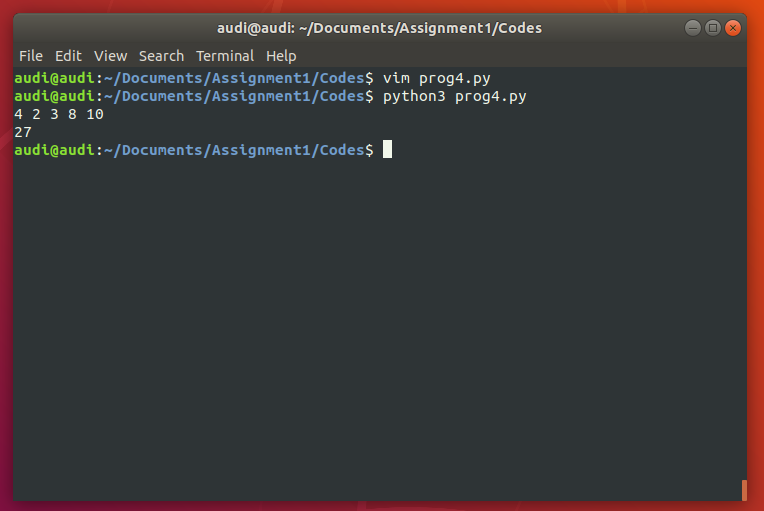 audi@audi: ~/Documents/Assignment1/Codes
File Edit View Search Terminal Help
audi@audi:~/Documents/Assignment1/Codes$ vim prog4.py
audi@audi:~/Documents/Assignment1/Codes$ python3 prog4.py
4 2 3 8 10
27
audi@audi:~/Documents/Assignment1/Codes$